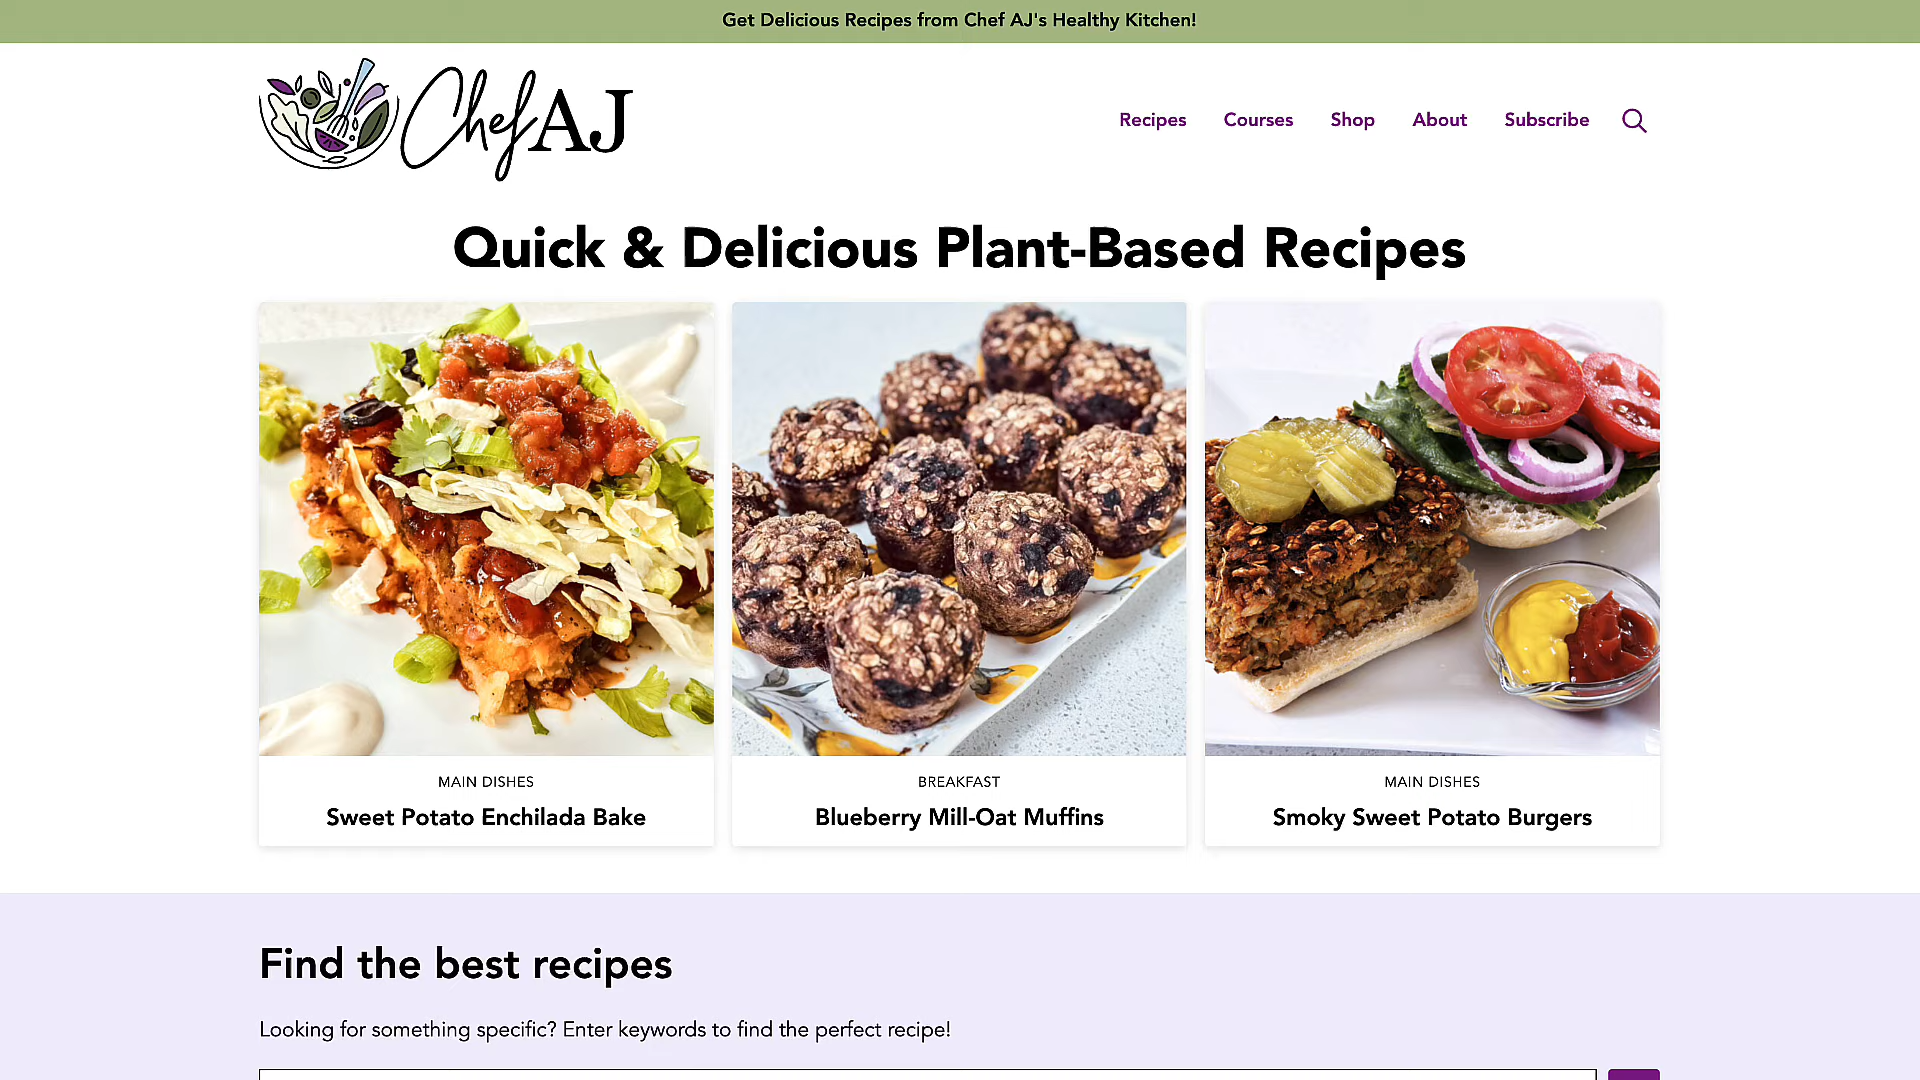 Get Delicious Recipes from Chef AJ's Healthy Kitchen!
Chef AJ
Recipes Courses Shop About Subscribe
Quick & Delicious Plant-Based Recipes
MAIN DISHES
Sweet Potato Enchilada Bake
BREAKFAST
Blueberry Mill-Oat Muffins
MAIN DISHES
Smoky Sweet Potato Burgers
Find the best recipes
Looking for something specific? Enter keywords to find the perfect recipe!